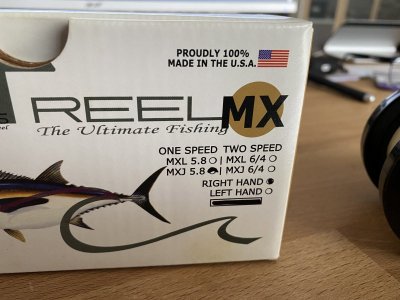 PROUDLY 100%
MADE IN THE U.S.A.
REEL MX
The Ultimate Fishing
ONE SPEED TWO SPEED
MXL 5.8 | MXL 6/4
MXJ 5.8 | MXJ 6/4
RIGHT HAND
LEFT HAND